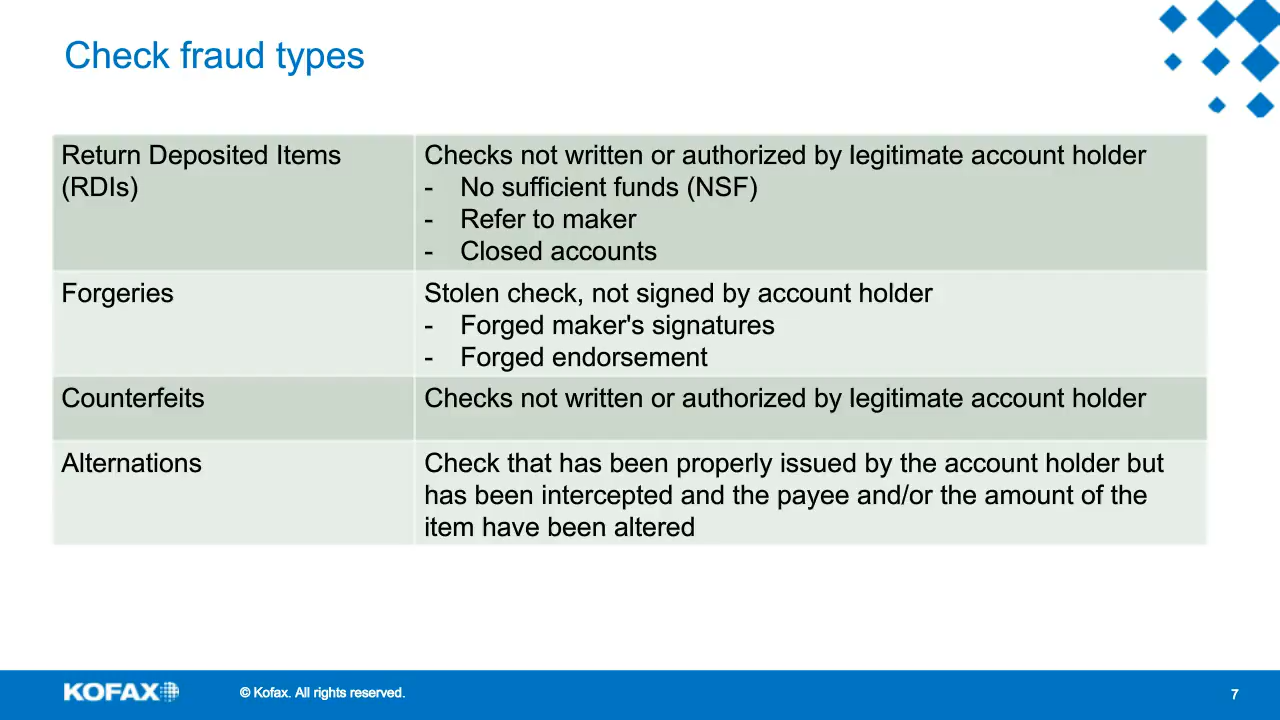 Check fraud types
Return Deposited Items
(RDIs)
Checks not written or authorized by legitimate account holder
- No sufficient funds (NSF)
- Refer to maker
- Closed accounts
Forgeries
Stolen check, not signed by account holder
- Forged maker's signatures
- Forged endorsement
Counterfeits
Checks not written or authorized by legitimate account holder
Alternations
Check that has been properly issued by the account holder but
has been intercepted and the payee and/or the amount of the
item have been altered
KOFAX
© Kofax. All rights reserved.
7